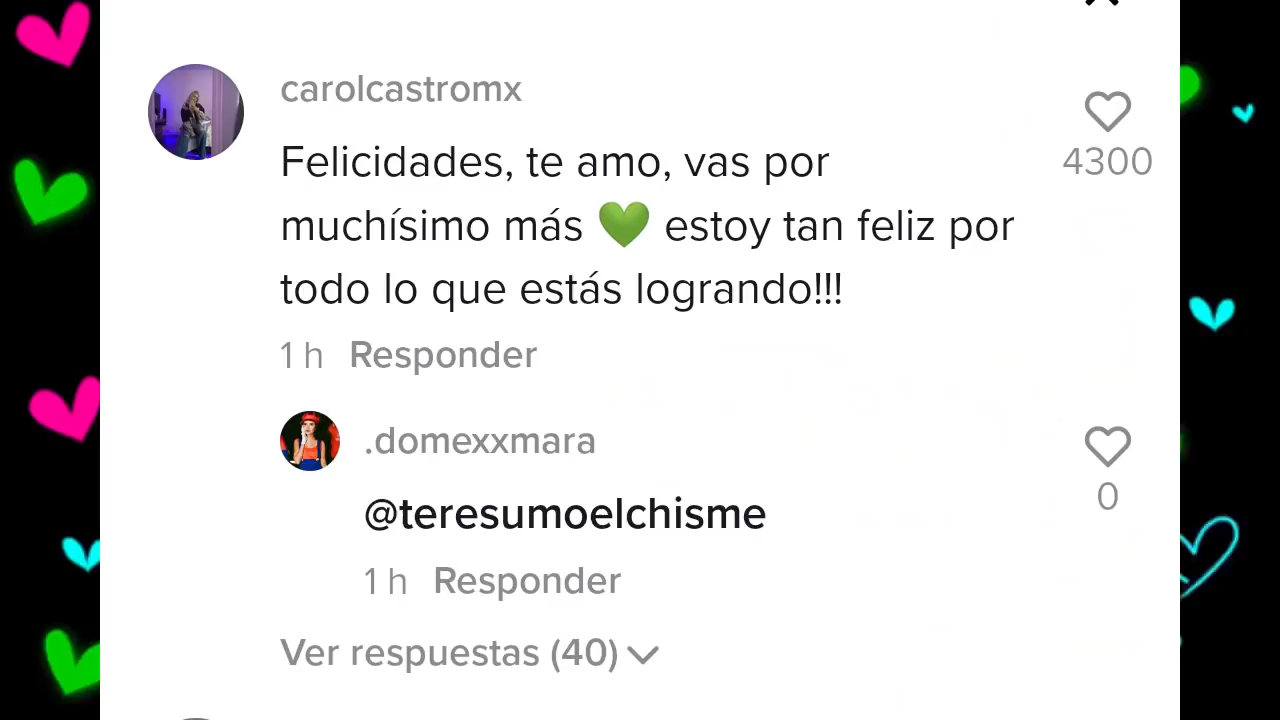 carolcastromx
4300
Felicidades, te amo, vas por
muchísimo más 💚 estoy tan feliz por
todo lo que estás logrando!!!
1 h Responder
.domexxmara
0
@teresumoelchisme
1 h Responder
Ver respuestas (40)